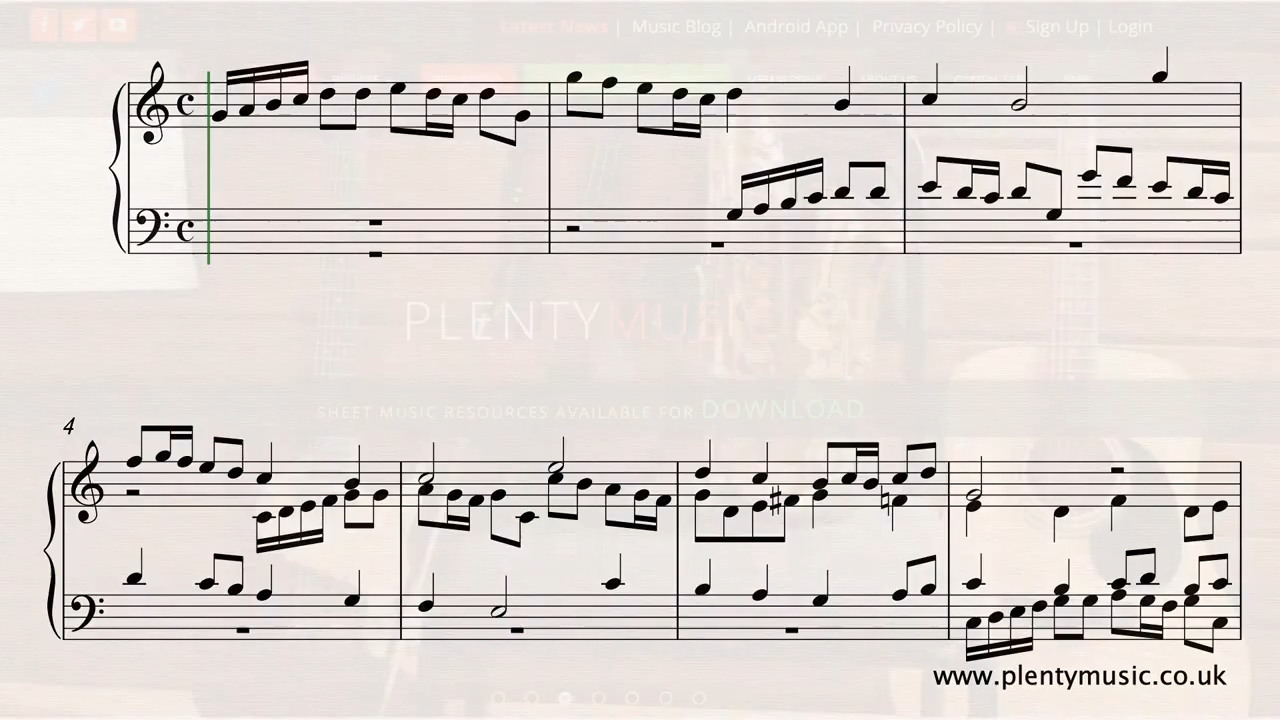 Latest News | Music Blog | Android App | Privacy Policy | Sign Up | Login
PLENTYMUSIC
SHEET MUSIC RESOURCES AVAILABLE FOR DOWNLOAD
4
www.plentymusic.co.uk